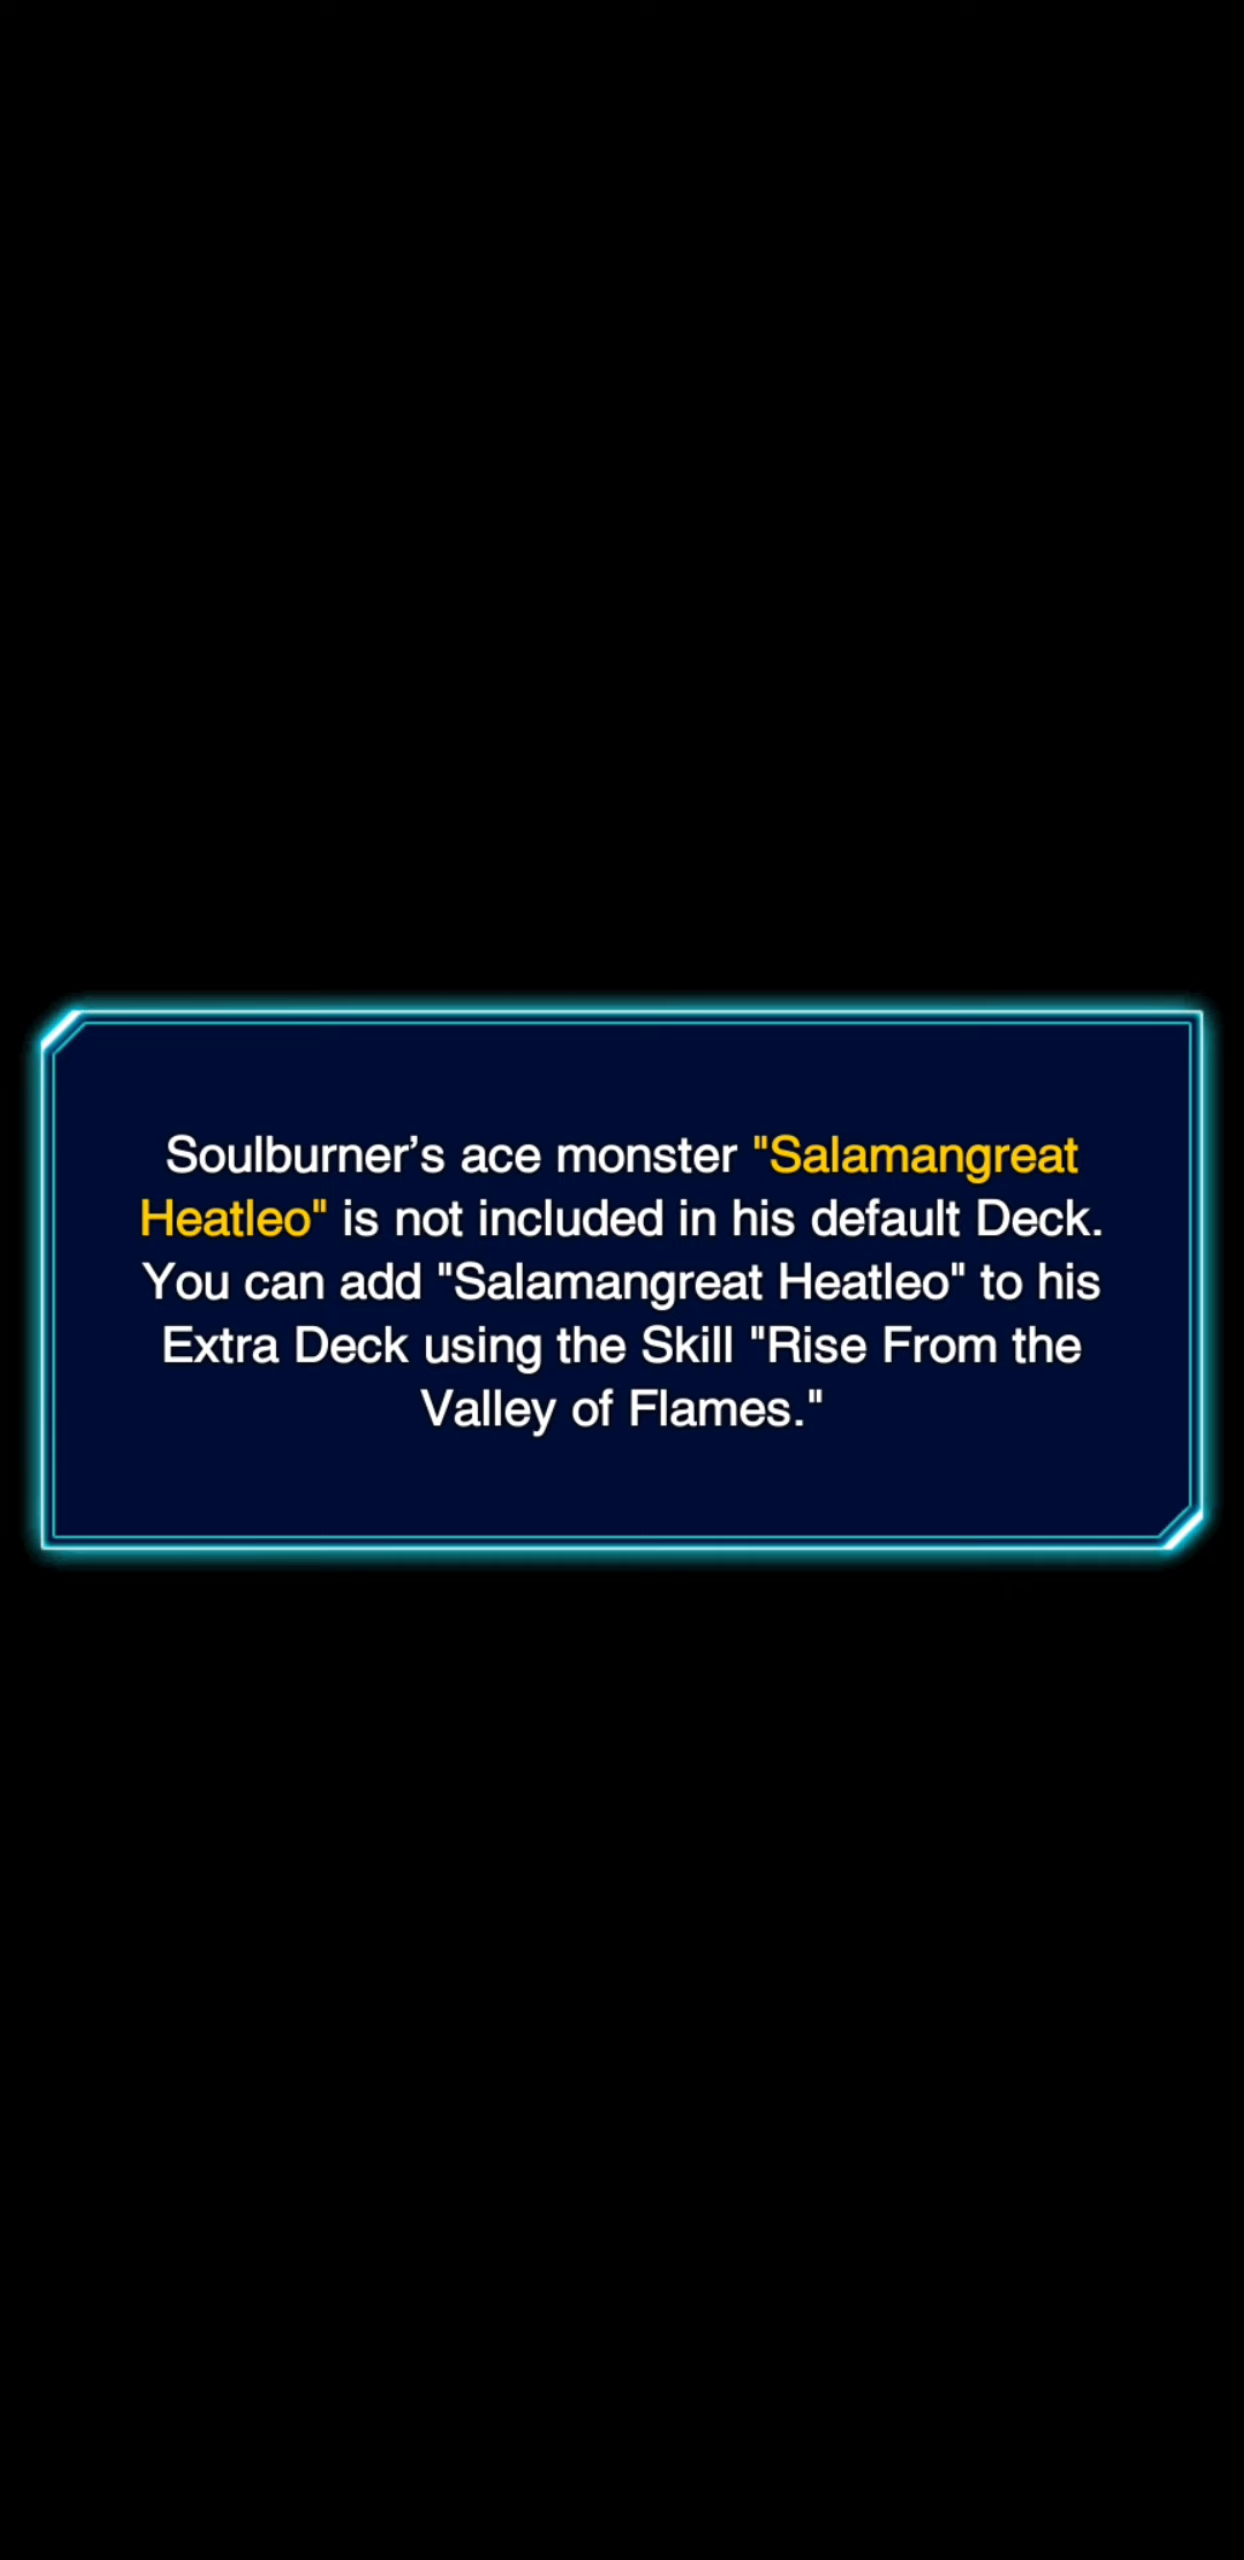 Soulburner’s ace monster "Salamangreat
Heatleo" is not included in his default Deck.
You can add "Salamangreat Heatleo" to his
Extra Deck using the Skill "Rise From the
Valley of Flames."